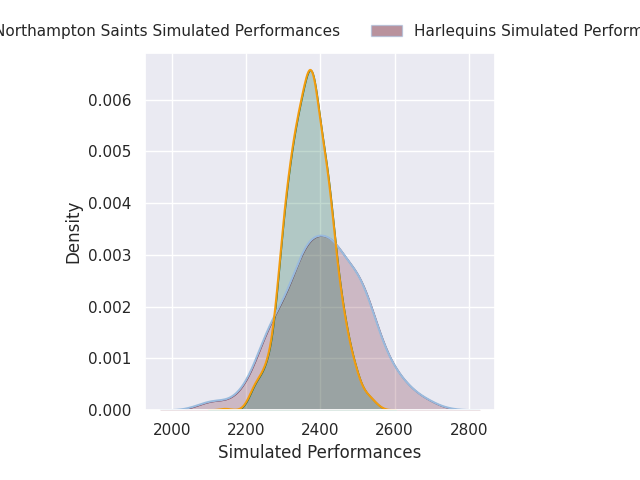 Northampton Saints Simulated Performances Harlequins Simulated Perform
0.006
0.005
0.004
0.003
0.002
0.001
0.000
Density
2000 2200 2400 2600 2800
Simulated Performances